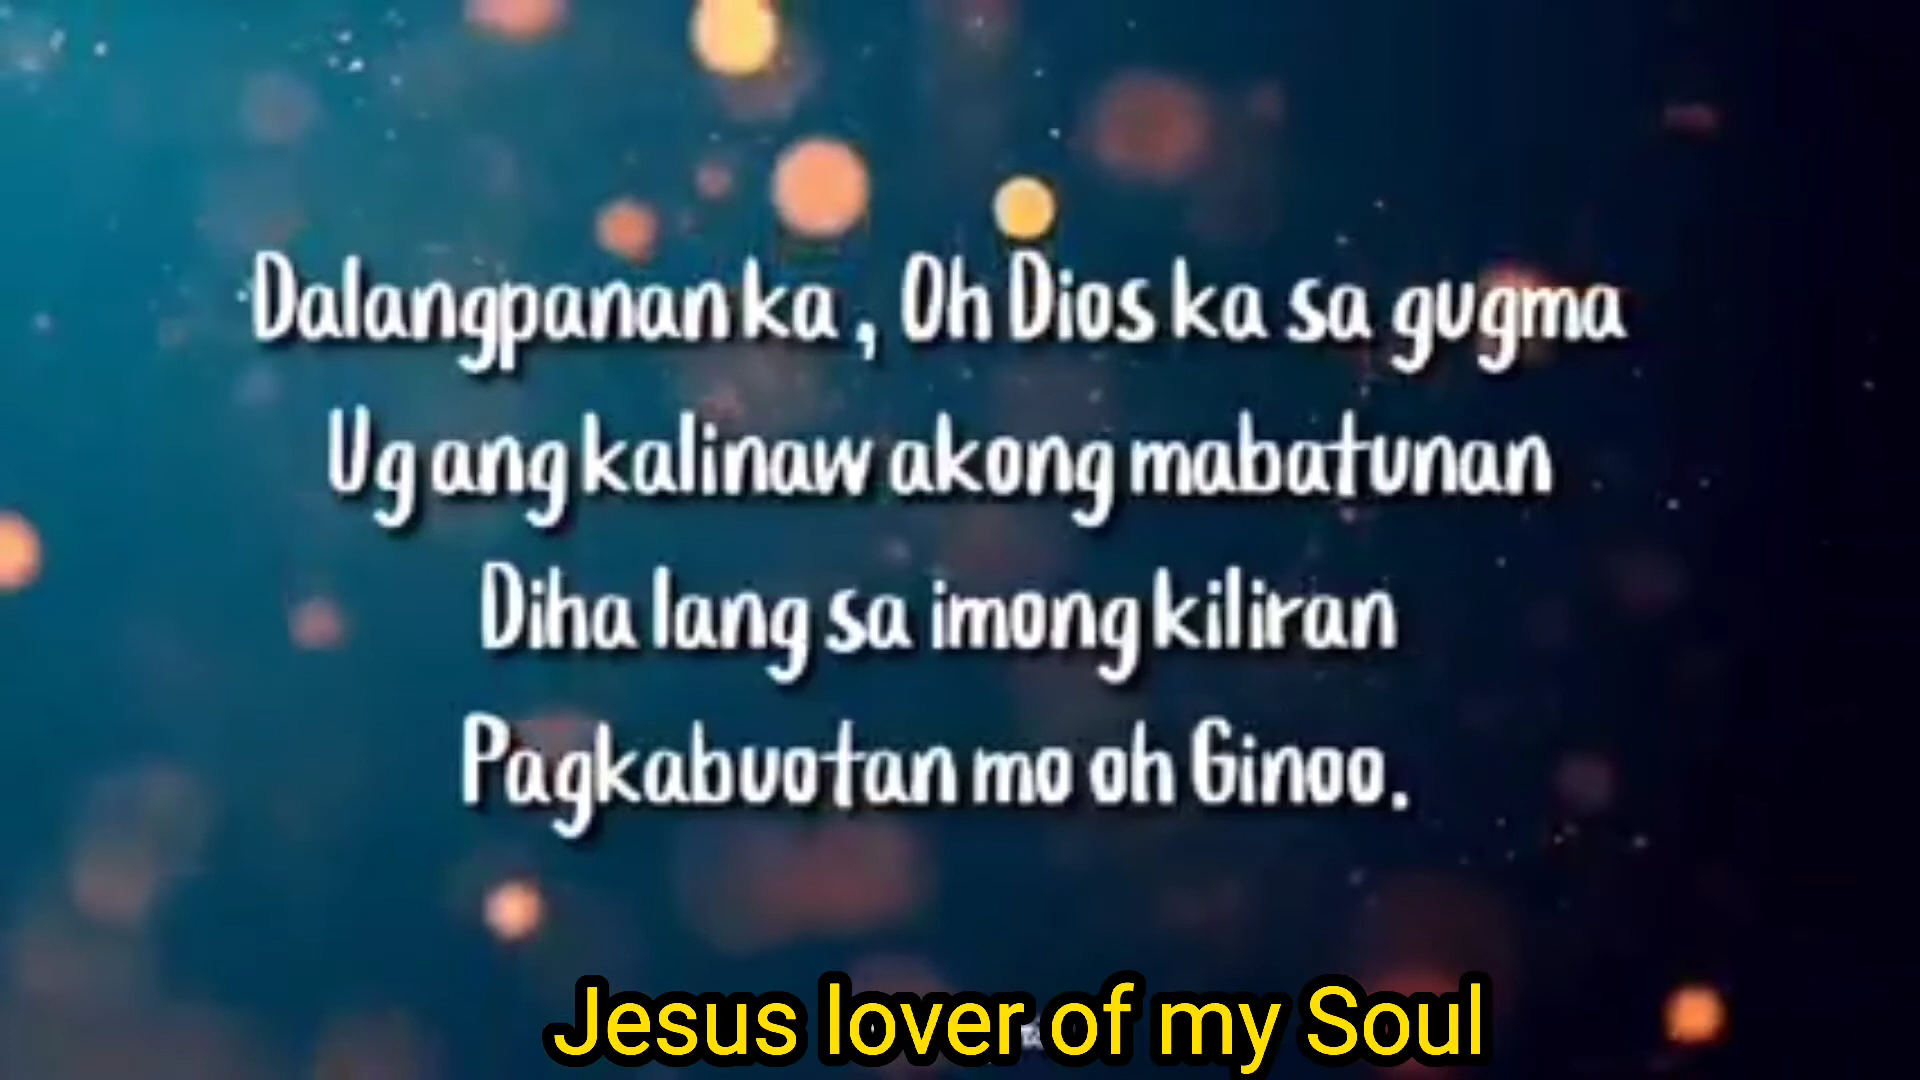 Dalangpanan ka, Oh Dios ka sa gugma
Ug ang kalinaw akong mabatunan
Diha lang sa imong kiliran
Pagkabuotan mo oh Ginoo.
Jesus lover of my Soul